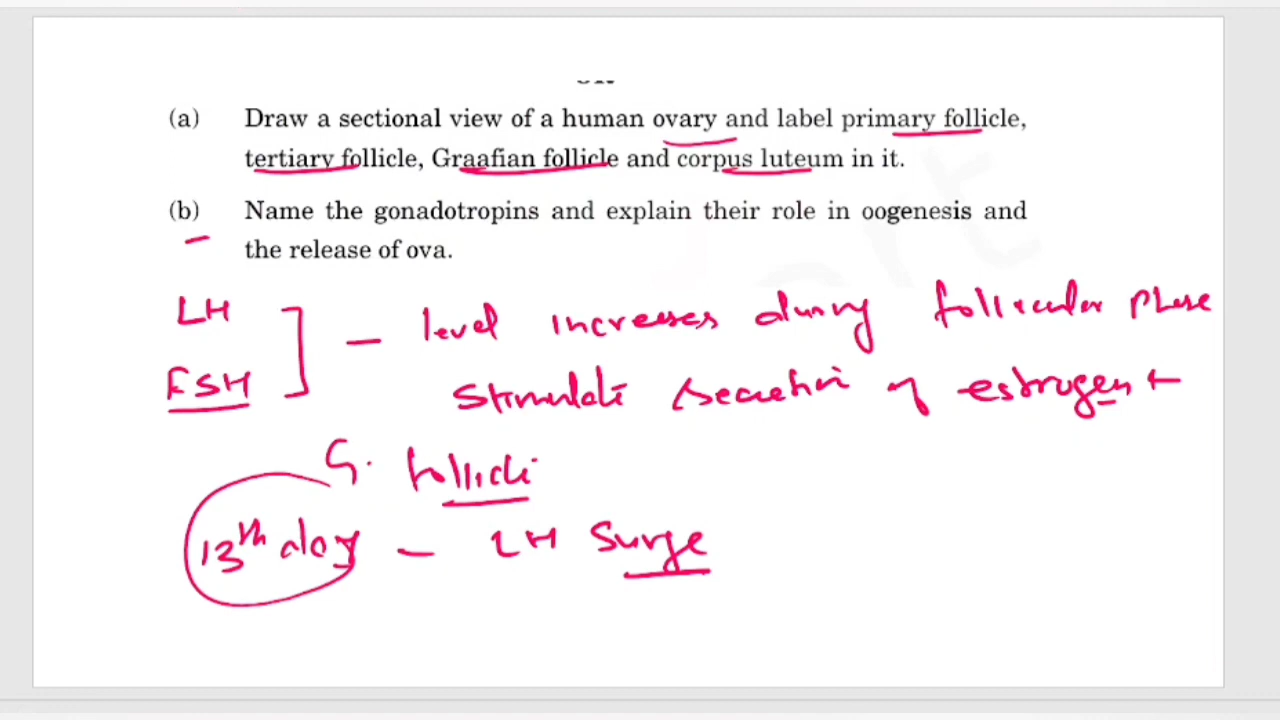 (a) Draw a sectional view of a human ovary and label primary follicle,
tertiary follicle, Graafian follicle and corpus luteum in it.
(b) Name the gonadotropins and explain their role in oogenesis and
the release of ova.
LH
FSH
- level increases during follicular phase
stimulate secretion of estrogen +
G. follicle
13th day - LH surge